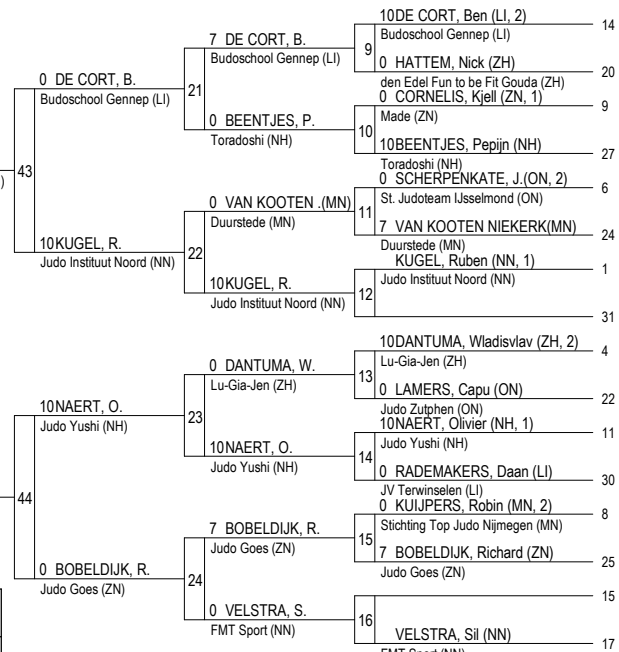 10DE CORT, Ben (LI, 2)
14
7 DE CORT, B.
Budoschool Gennep (LI)
9
Budoschool Gennep (LI)
0 HATTEM, Nick (ZH)
20
0 DE CORT, B.
den Edel Fun to be Fit Gouda (ZH)
21
0 CORNELIS, Kjell (ZN, 1)
9
Budoschool Gennep (LI)
0 BEENTJES, P.
Made (ZN)
10
Toradoshi (NH)
10BEENTJES, Pepijn (NH)
27
Toradoshi (NH)
43
0 SCHERPENKATE, J.(ON, 2)
6
)
0 VAN KOOTEN .(MN)
St. Judoteam IJsselmond (ON)
11
Duurstede (MN)
7 VAN KOOTEN NIEKERK(MN)
24
Duurstede (MN)
10KUGEL, R.
22
KUGEL, Ruben (NN, 1)
1
Judo Instituut Noord (NN)
10KUGEL, R.
Judo Instituut Noord (NN)
12
Judo Instituut Noord (NN)
31
10DANTUMA, Wladisvlav (ZH, 2)
4
0 DANTUMA, W.
Lu-Gia-Jen (ZH)
13
Lu-Gia-Jen (ZH)
0 LAMERS, Capu (ON)
22
Judo Zutphen (ON)
10NAERT, O.
23
10NAERT, Olivier (NH, 1)
11
Judo Yushi (NH)
10NAERT, O.
Judo Yushi (NH)
14
Judo Yushi (NH)
0 RADEMAKERS, Daan (LI)
30
JV Terwinselen (LI)
44
0 KUIJPERS, Robin (MN, 2)
8
7 BOBELDIJK, R.
Stichting Top Judo Nijmegen (MN)
15
Judo Goes (ZN)
7 BOBELDIJK, Richard (ZN)
25
0 BOBELDIJK, R.
Judo Goes (ZN)
24
Judo Goes (ZN)
15
0 VELSTRA, S.
16
FMT Sport (NN)
VELSTRA, Sil (NN)
17
FMT Sport (NN)